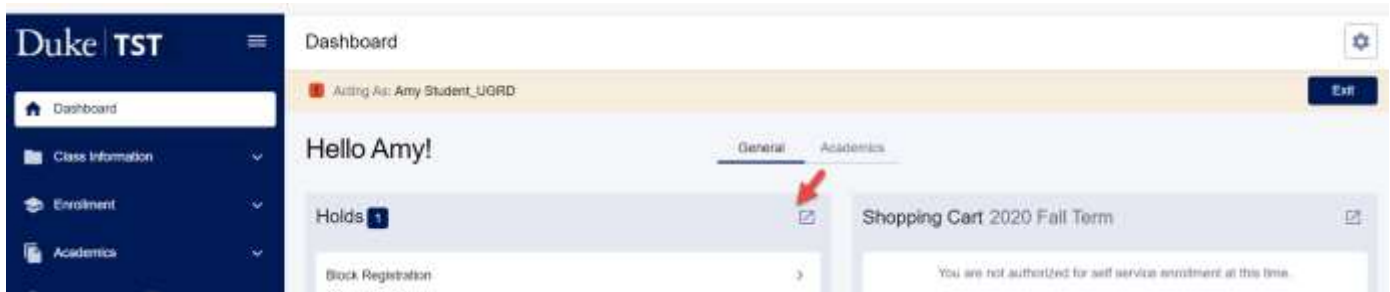 Duke TST
Dashboard
Acting As: Amy Student_UGRD
Exit
Dashboard
Class Information
Enrollment
Academics
Hello Amy!
General
Academics
Holds 1
Shopping Cart 2020 Fall Term
Block Registration
You are not authorized for self service enrollment at this time.